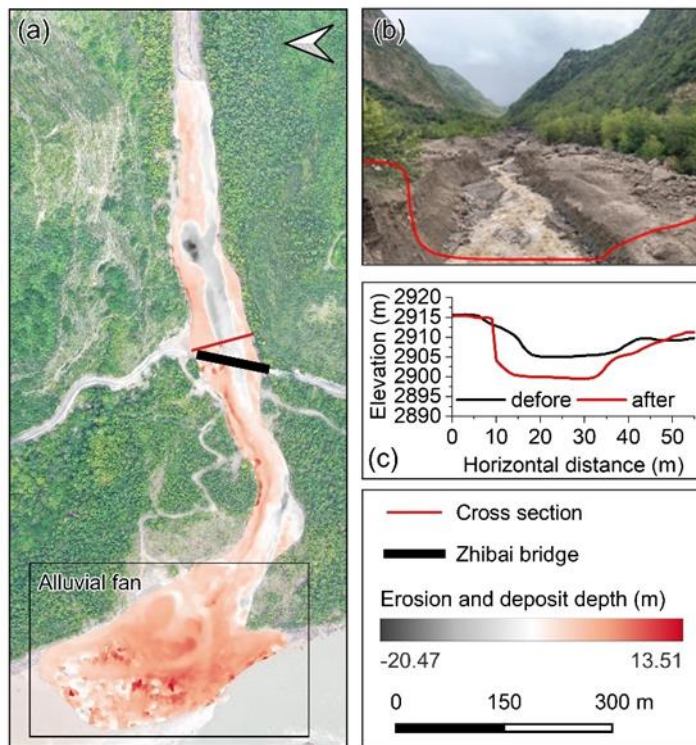 (a)
Alluvial fan
(b)
Elevation (m)
2920
2915
2910
2905
2900
2895
2890
defore
after
0 10 20 30 40 50
(c)
Horizontal distance (m)
Cross section
Zhibai bridge
Erosion and deposit depth (m)
-20.47 13.51
0 150 300 m